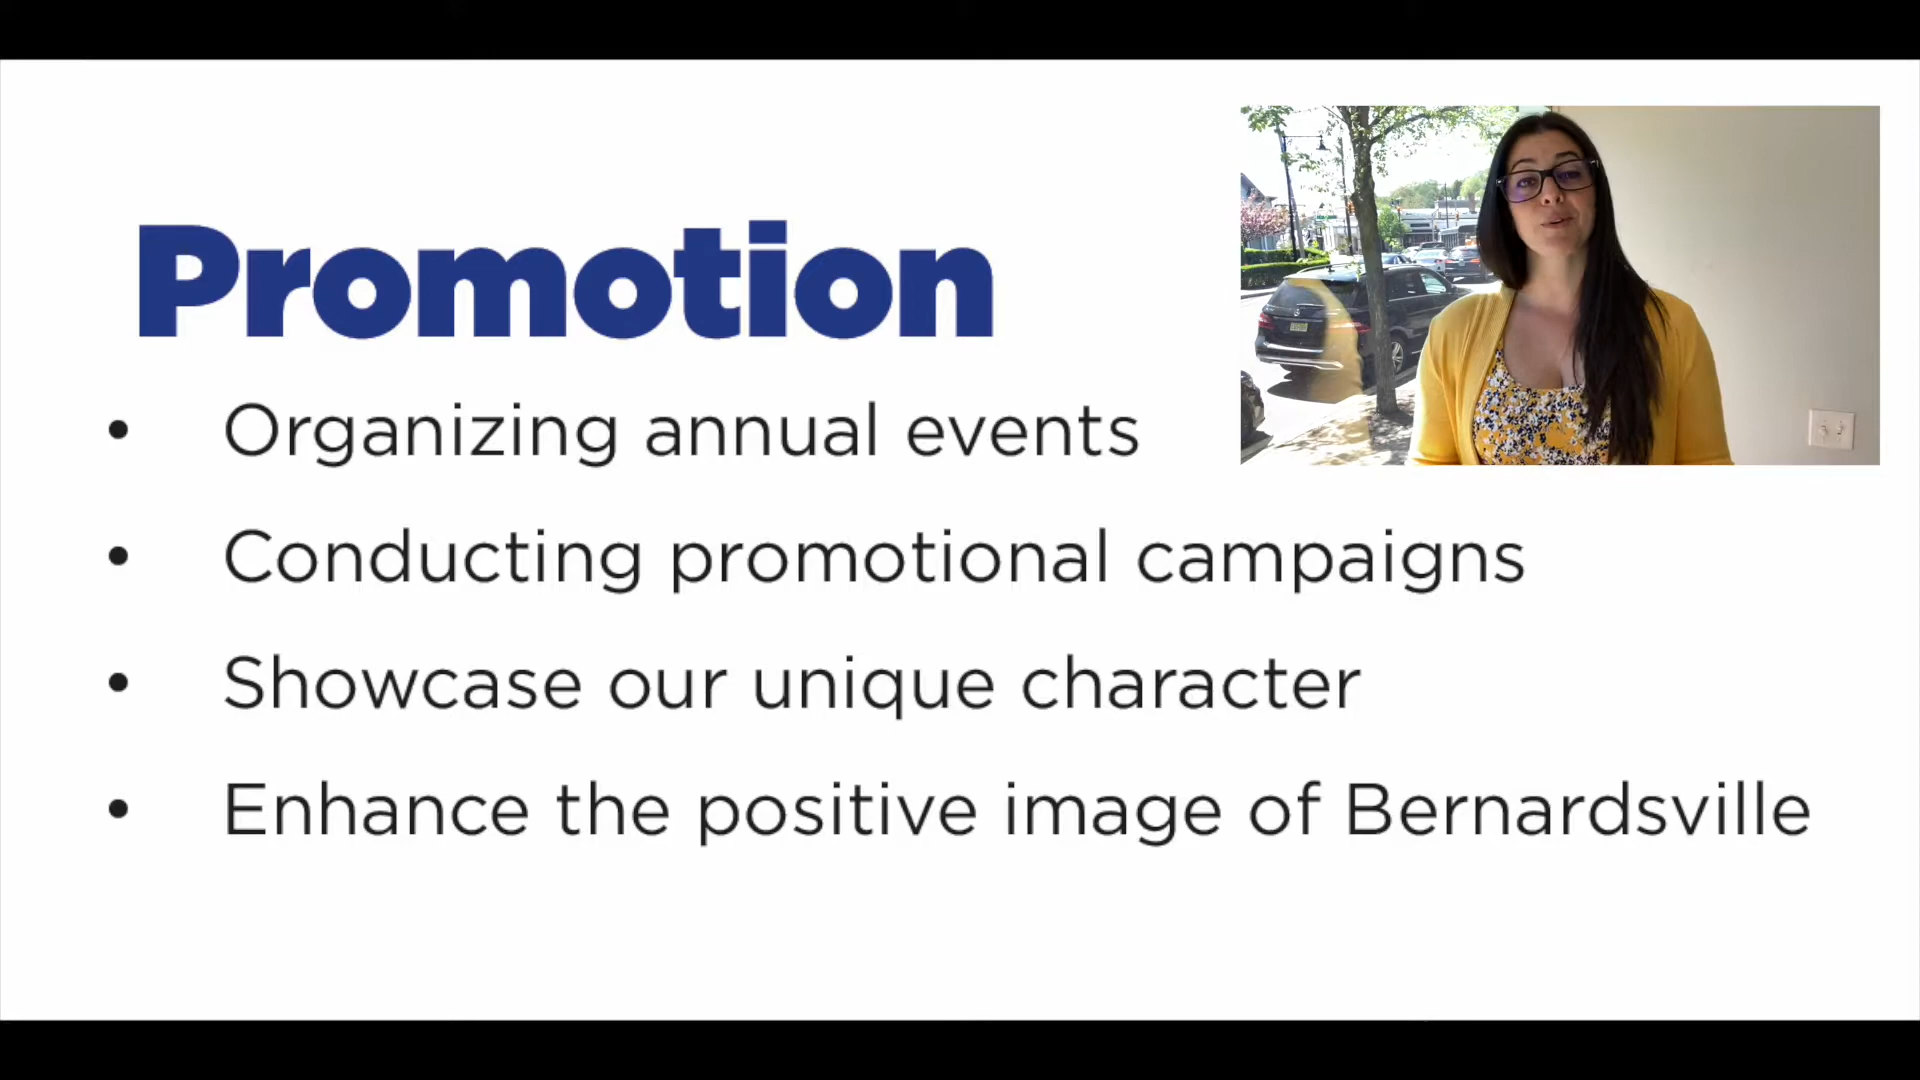 Promotion
• Organizing annual events
• Conducting promotional campaigns
• Showcase our unique character
• Enhance the positive image of Bernardsville